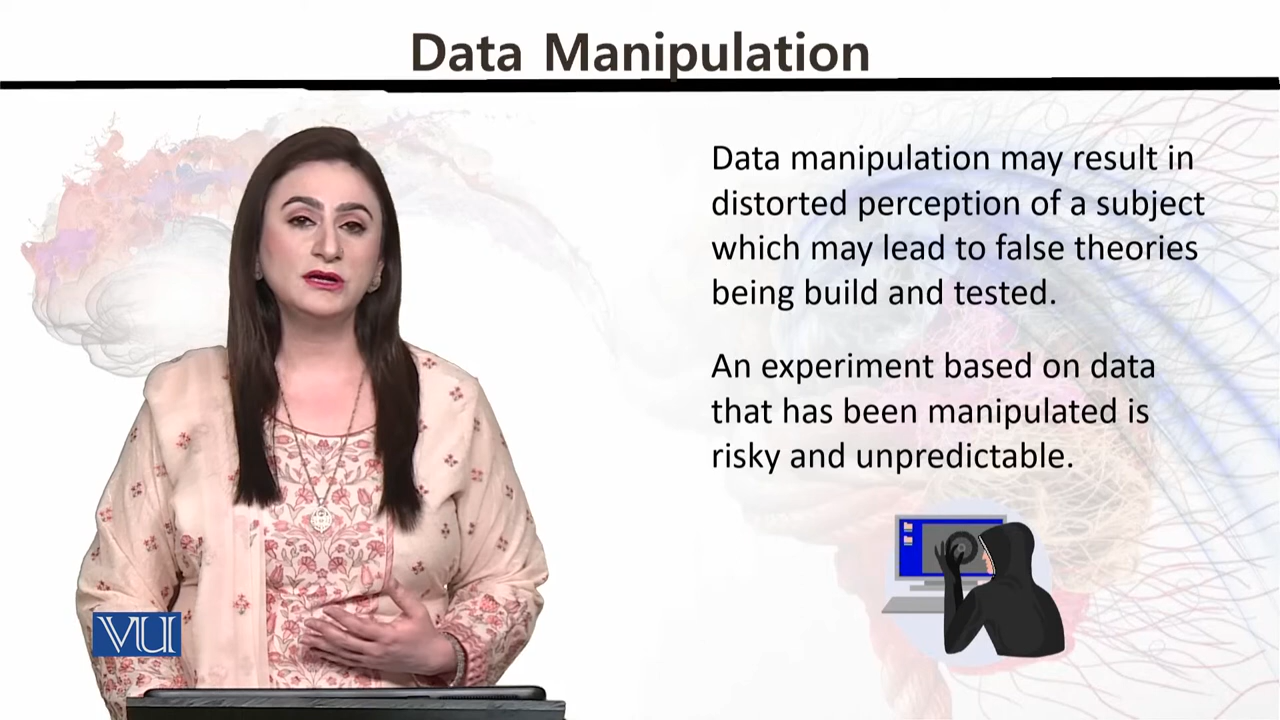 Data Manipulation
Data manipulation may result in
distorted perception of a subject
which may lead to false theories
being build and tested.
An experiment based on data
that has been manipulated is
risky and unpredictable.
VU